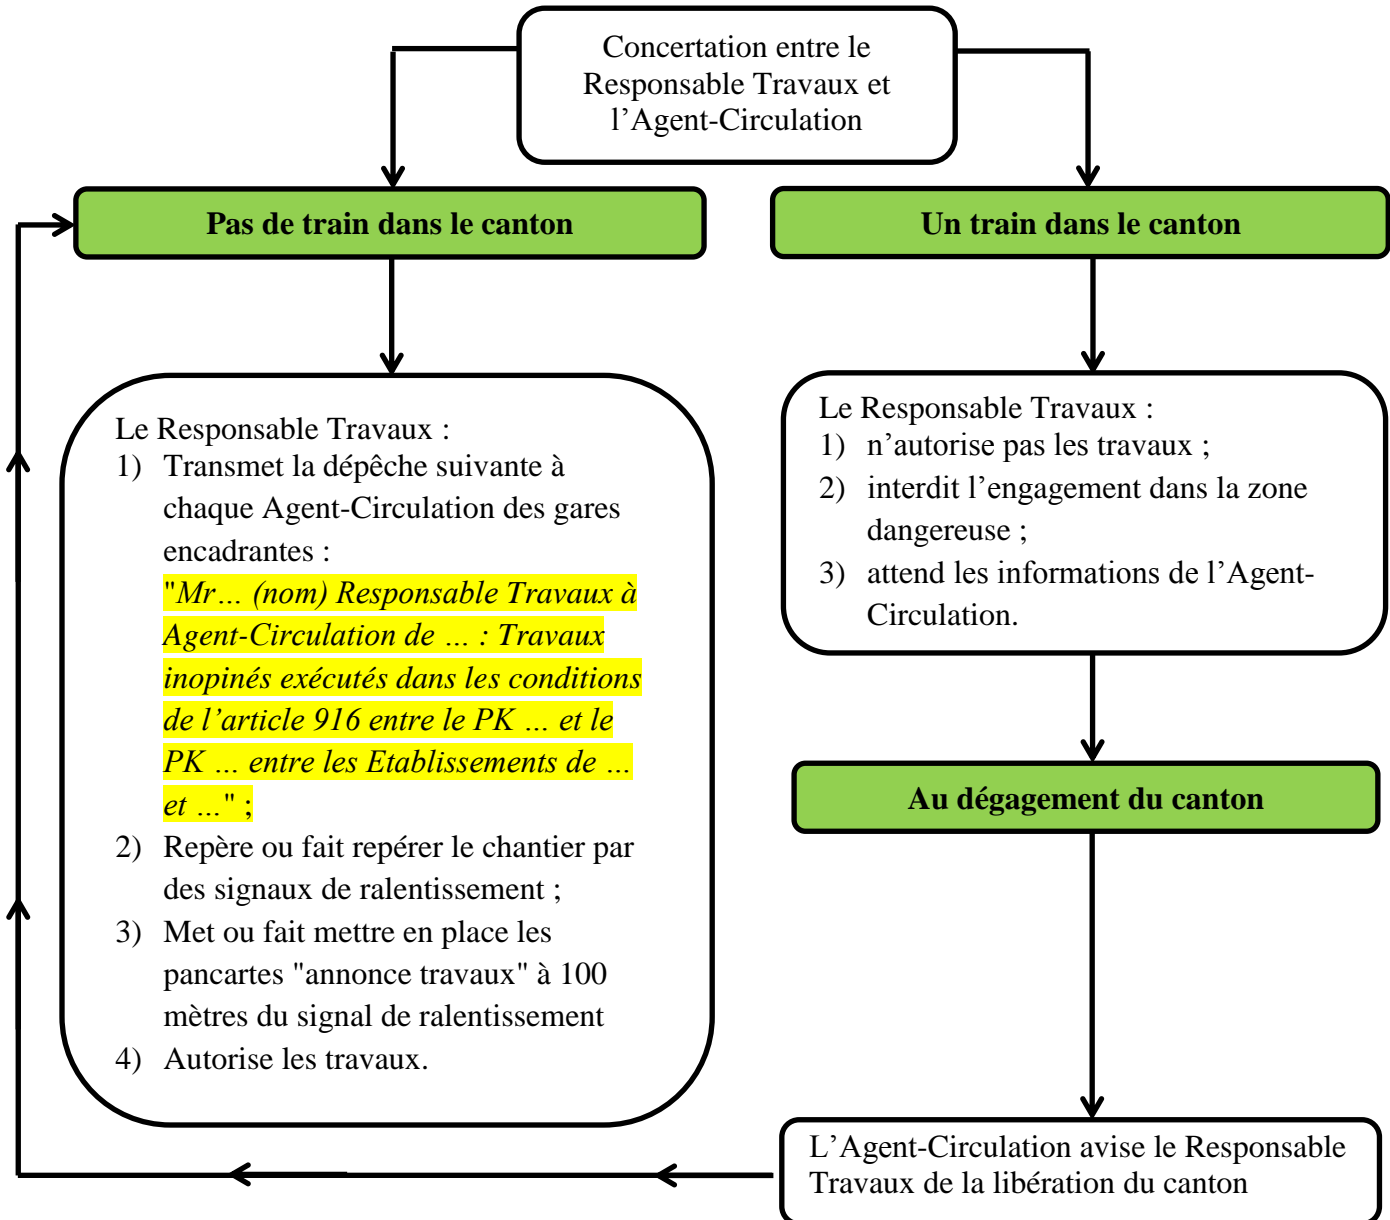 Concertation entre le
Responsable Travaux et
l’Agent-Circulation
Pas de train dans le canton
Un train dans le canton
Le Responsable Travaux :
1) Transmet la dépêche suivante à
chaque Agent-Circulation des gares
encadrantes :
"Mr… (nom) Responsable Travaux à
Agent-Circulation de … : Travaux
inopinés exécutés dans les conditions
de l’article 916 entre le PK … et le
PK … entre les Etablissements de …
et …" ;
2) Repère ou fait repérer le chantier par
des signaux de ralentissement ;
3) Met ou fait mettre en place les
pancartes "annonce travaux" à 100
mètres du signal de ralentissement
4) Autorise les travaux.
Le Responsable Travaux :
1) n’autorise pas les travaux ;
2) interdit l’engagement dans la zone
dangereuse ;
3) attend les informations de l’Agent-
Circulation.
Au dégagement du canton
L’Agent-Circulation avise le Responsable
Travaux de la libération du canton